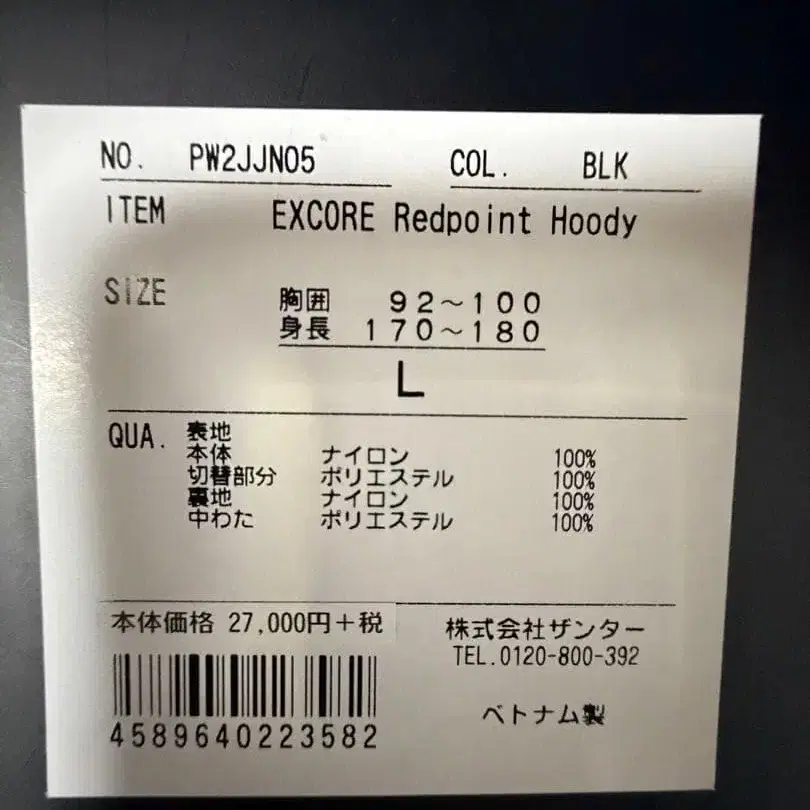 NO. PW2JJN05 COL. BLK
ITEM EXCORE Redpoint Hoody
SIZE 胸囲 92～100
身長 170～180
L
QUA. 表地
本体 ナイロン 100%
切替部分 ポリエステル 100%
裏地 ナイロン 100%
中わた ポリエステル 100%
本体価格 27,000円+税
株式会社ザンター
TEL.0120-800-392
4589640223582
ベトナム製